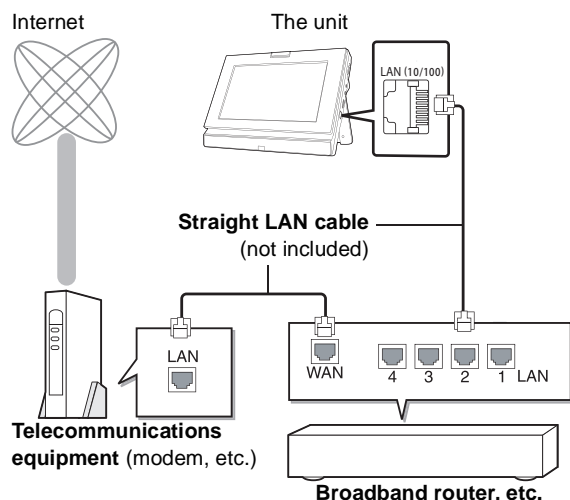 Internet
The unit
LAN (10/100)
Straight LAN cable
(not included)
LAN
WAN
4 3 2 1 LAN
Telecommunications
equipment (modem, etc.)
Broadband router, etc.